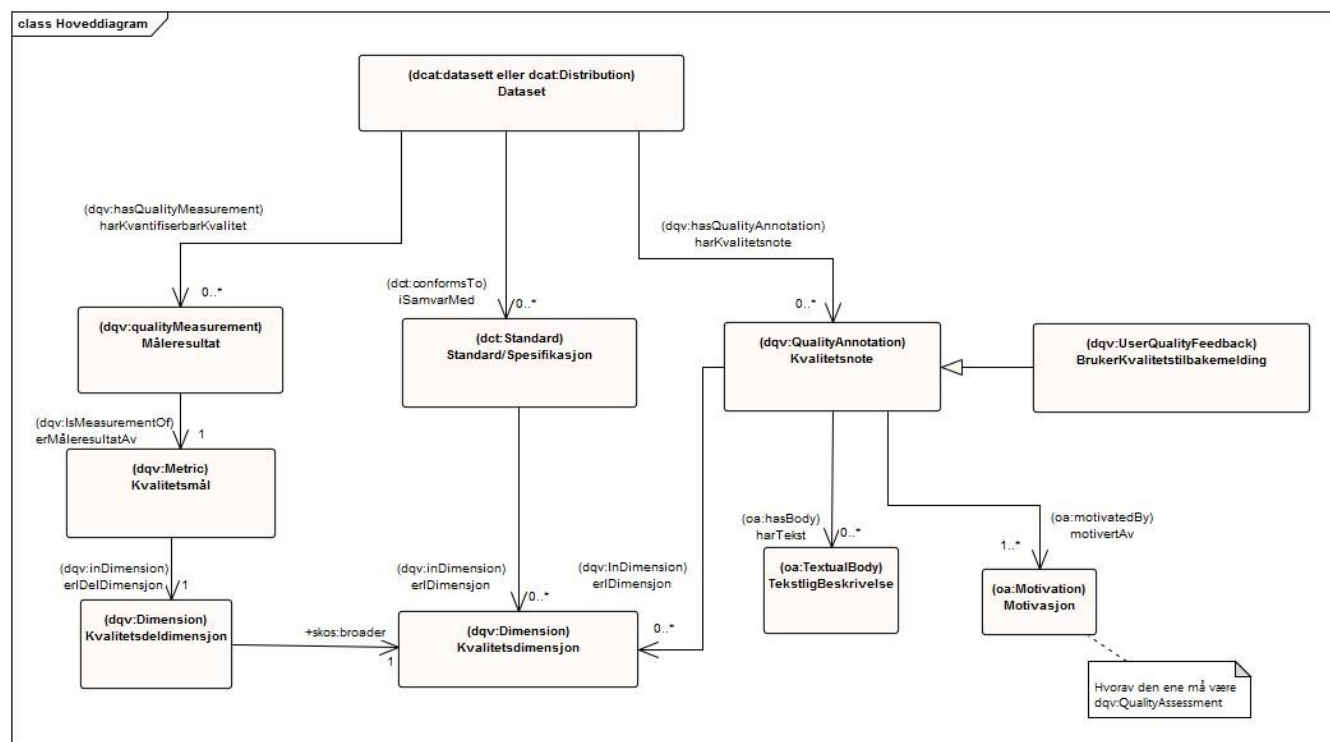 class Hoveddiagram
(dcat:datasett eller dcat:Distribution)
Dataset
(dqv:hasQualityMeasurement)
harKvantifiserbarKvalitet
(dqv:hasQualityAnnotation)
harKvalitetsnote
(dct:conformsTo)
iSamvarMed
0..*
0..*
0..*
(dqv:qualityMeasurement)
Måleresultat
(dct:Standard)
Standard/Spesifikasjon
(dqv:QualityAnnotation)
Kvalitetsnote
(dqv:UserQualityFeedback)
BrukerKvalitetstilbakemelding
(dqv:IsMeasurementOf)
erMåleresultatAv
1
(dqv:Metric)
Kvalitetsmål
(oa:hasBody)
harTekst
0..*
(oa:motivatedBy)
motivertAv
1..*
(dqv:inDimension)
erIDelDimensjon
1
(dqv:inDimension)
erIDimensjon
0..*
(dqv:InDimension)
erIDimensjon
0..*
(oa:TextualBody)
TekstligBeskrivelse
(oa:Motivation)
Motivasjon
(dqv:Dimension)
Kvalitetsdeldimensjon
+skos:broader
1
(dqv:Dimension)
Kvalitetsdimensjon
Hvorav den ene må være
dqv:QualityAssessment